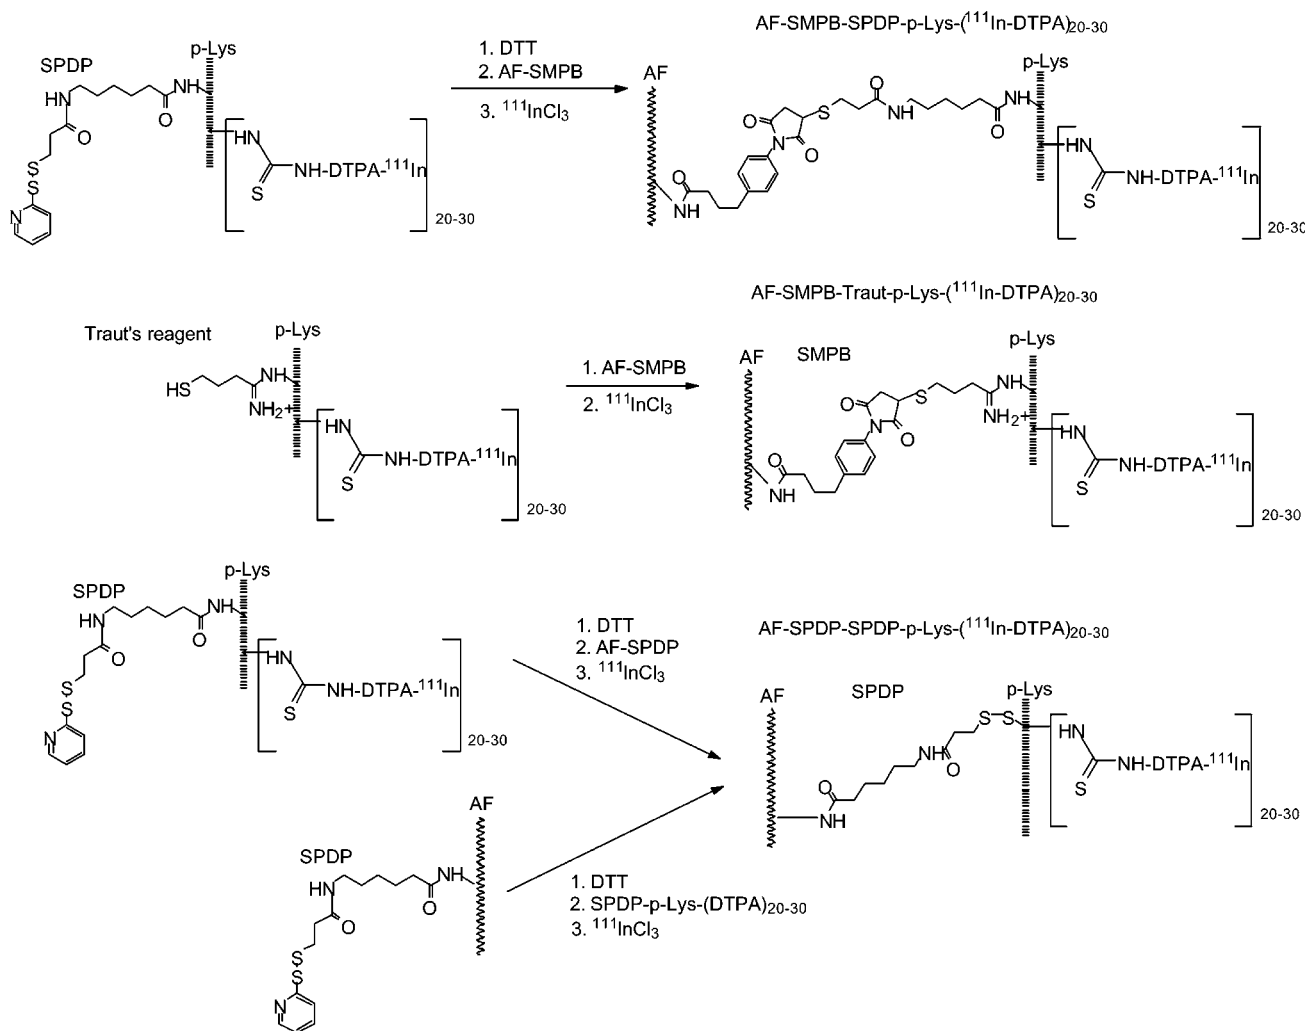 AF-SMPB-SPDP-p-Lys-(¹¹¹In-DTPA)₂₀₋₃₀
SPDP
p-Lys
NH
HN
O
O
S
S
N
HN
S
NH-DTPA-¹¹¹In
20-30
1. DTT
2. AF-SMPB
3. ¹¹¹InCl₃
AF
O
NH
O
N
O
S
O
NH
O
NH
p-Lys
HN
S
NH-DTPA-¹¹¹In
20-30
AF-SMPB-Traut-p-Lys-(¹¹¹In-DTPA)₂₀₋₃₀
Traut's reagent
p-Lys
HS
NH
NH₂⁺
HN
S
NH-DTPA-¹¹¹In
20-30
1. AF-SMPB
2. ¹¹¹InCl₃
AF
SMPB
O
NH
O
N
O
S
NH
NH₂⁺
p-Lys
HN
S
NH-DTPA-¹¹¹In
20-30
SPDP
p-Lys
HN
NH
O
O
S
S
N
HN
S
NH-DTPA-¹¹¹In
20-30
1. DTT
2. AF-SPDP
3. ¹¹¹InCl₃
AF-SPDP-SPDP-p-Lys-(¹¹¹In-DTPA)₂₀₋₃₀
AF
SPDP
p-Lys
O
NH
NH
O
S
S
HN
S
NH-DTPA-¹¹¹In
20-30
AF
SPDP
HN
NH
O
O
S
S
N
1. DTT
2. SPDP-p-Lys-(DTPA)₂₀₋₃₀
3. ¹¹¹InCl₃